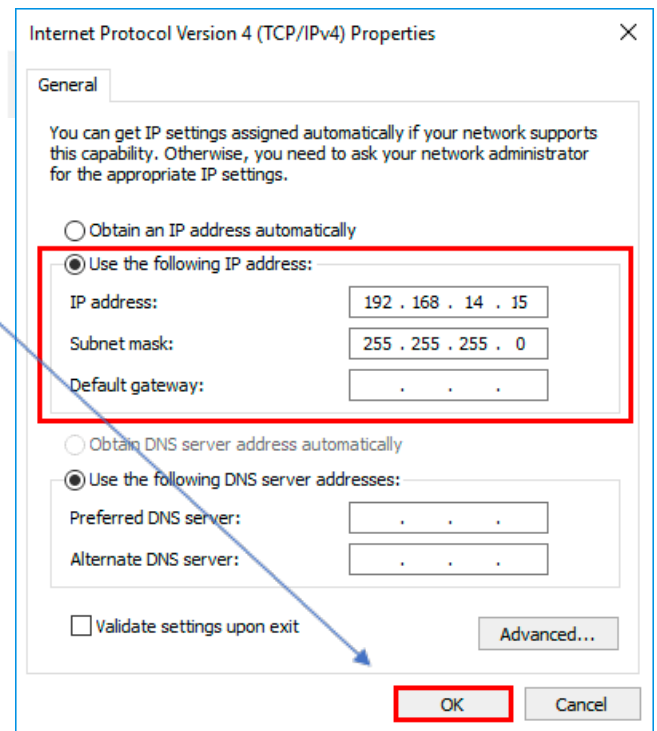 Internet Protocol Version 4 (TCP/IPv4) Properties
General
You can get IP settings assigned automatically if your network supports
this capability. Otherwise, you need to ask your network administrator
for the appropriate IP settings.
Obtain an IP address automatically
Use the following IP address:
IP address: 192 . 168 . 14 . 15
Subnet mask: 255 . 255 . 255 . 0
Default gateway: . . .
Obtain DNS server address automatically
Use the following DNS server addresses:
Preferred DNS server: . . .
Alternate DNS server: . . .
Validate settings upon exit
Advanced...
OK Cancel